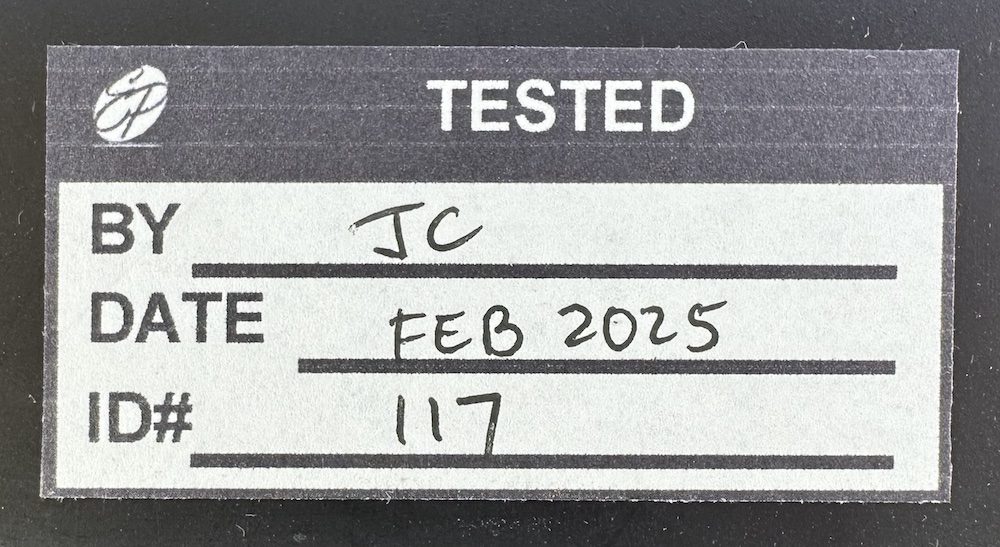 TESTED
BY JC
DATE FEB 2025
ID# 117